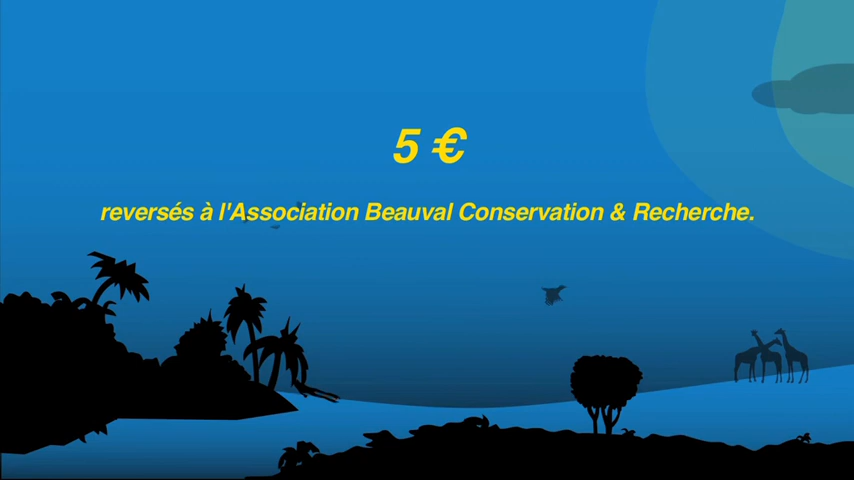 5 €
reversés à l'Association Beauval Conservation & Recherche.